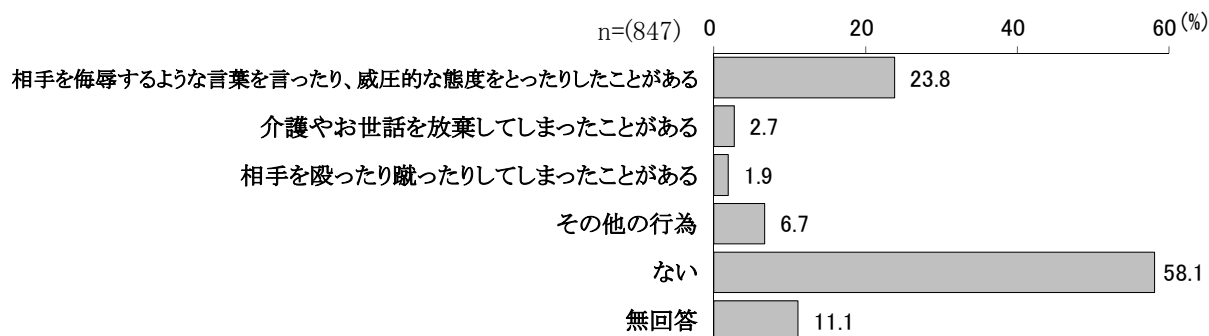 n=(847) 0 20 40 60 (%)
相手を侮辱するような言葉を言ったり、威圧的な態度をとったりしたことがある 23.8
介護やお世話を放棄してしまったことがある 2.7
相手を殴ったり蹴ったりしてしまったことがある 1.9
その他の行為 6.7
ない 58.1
無回答 11.1